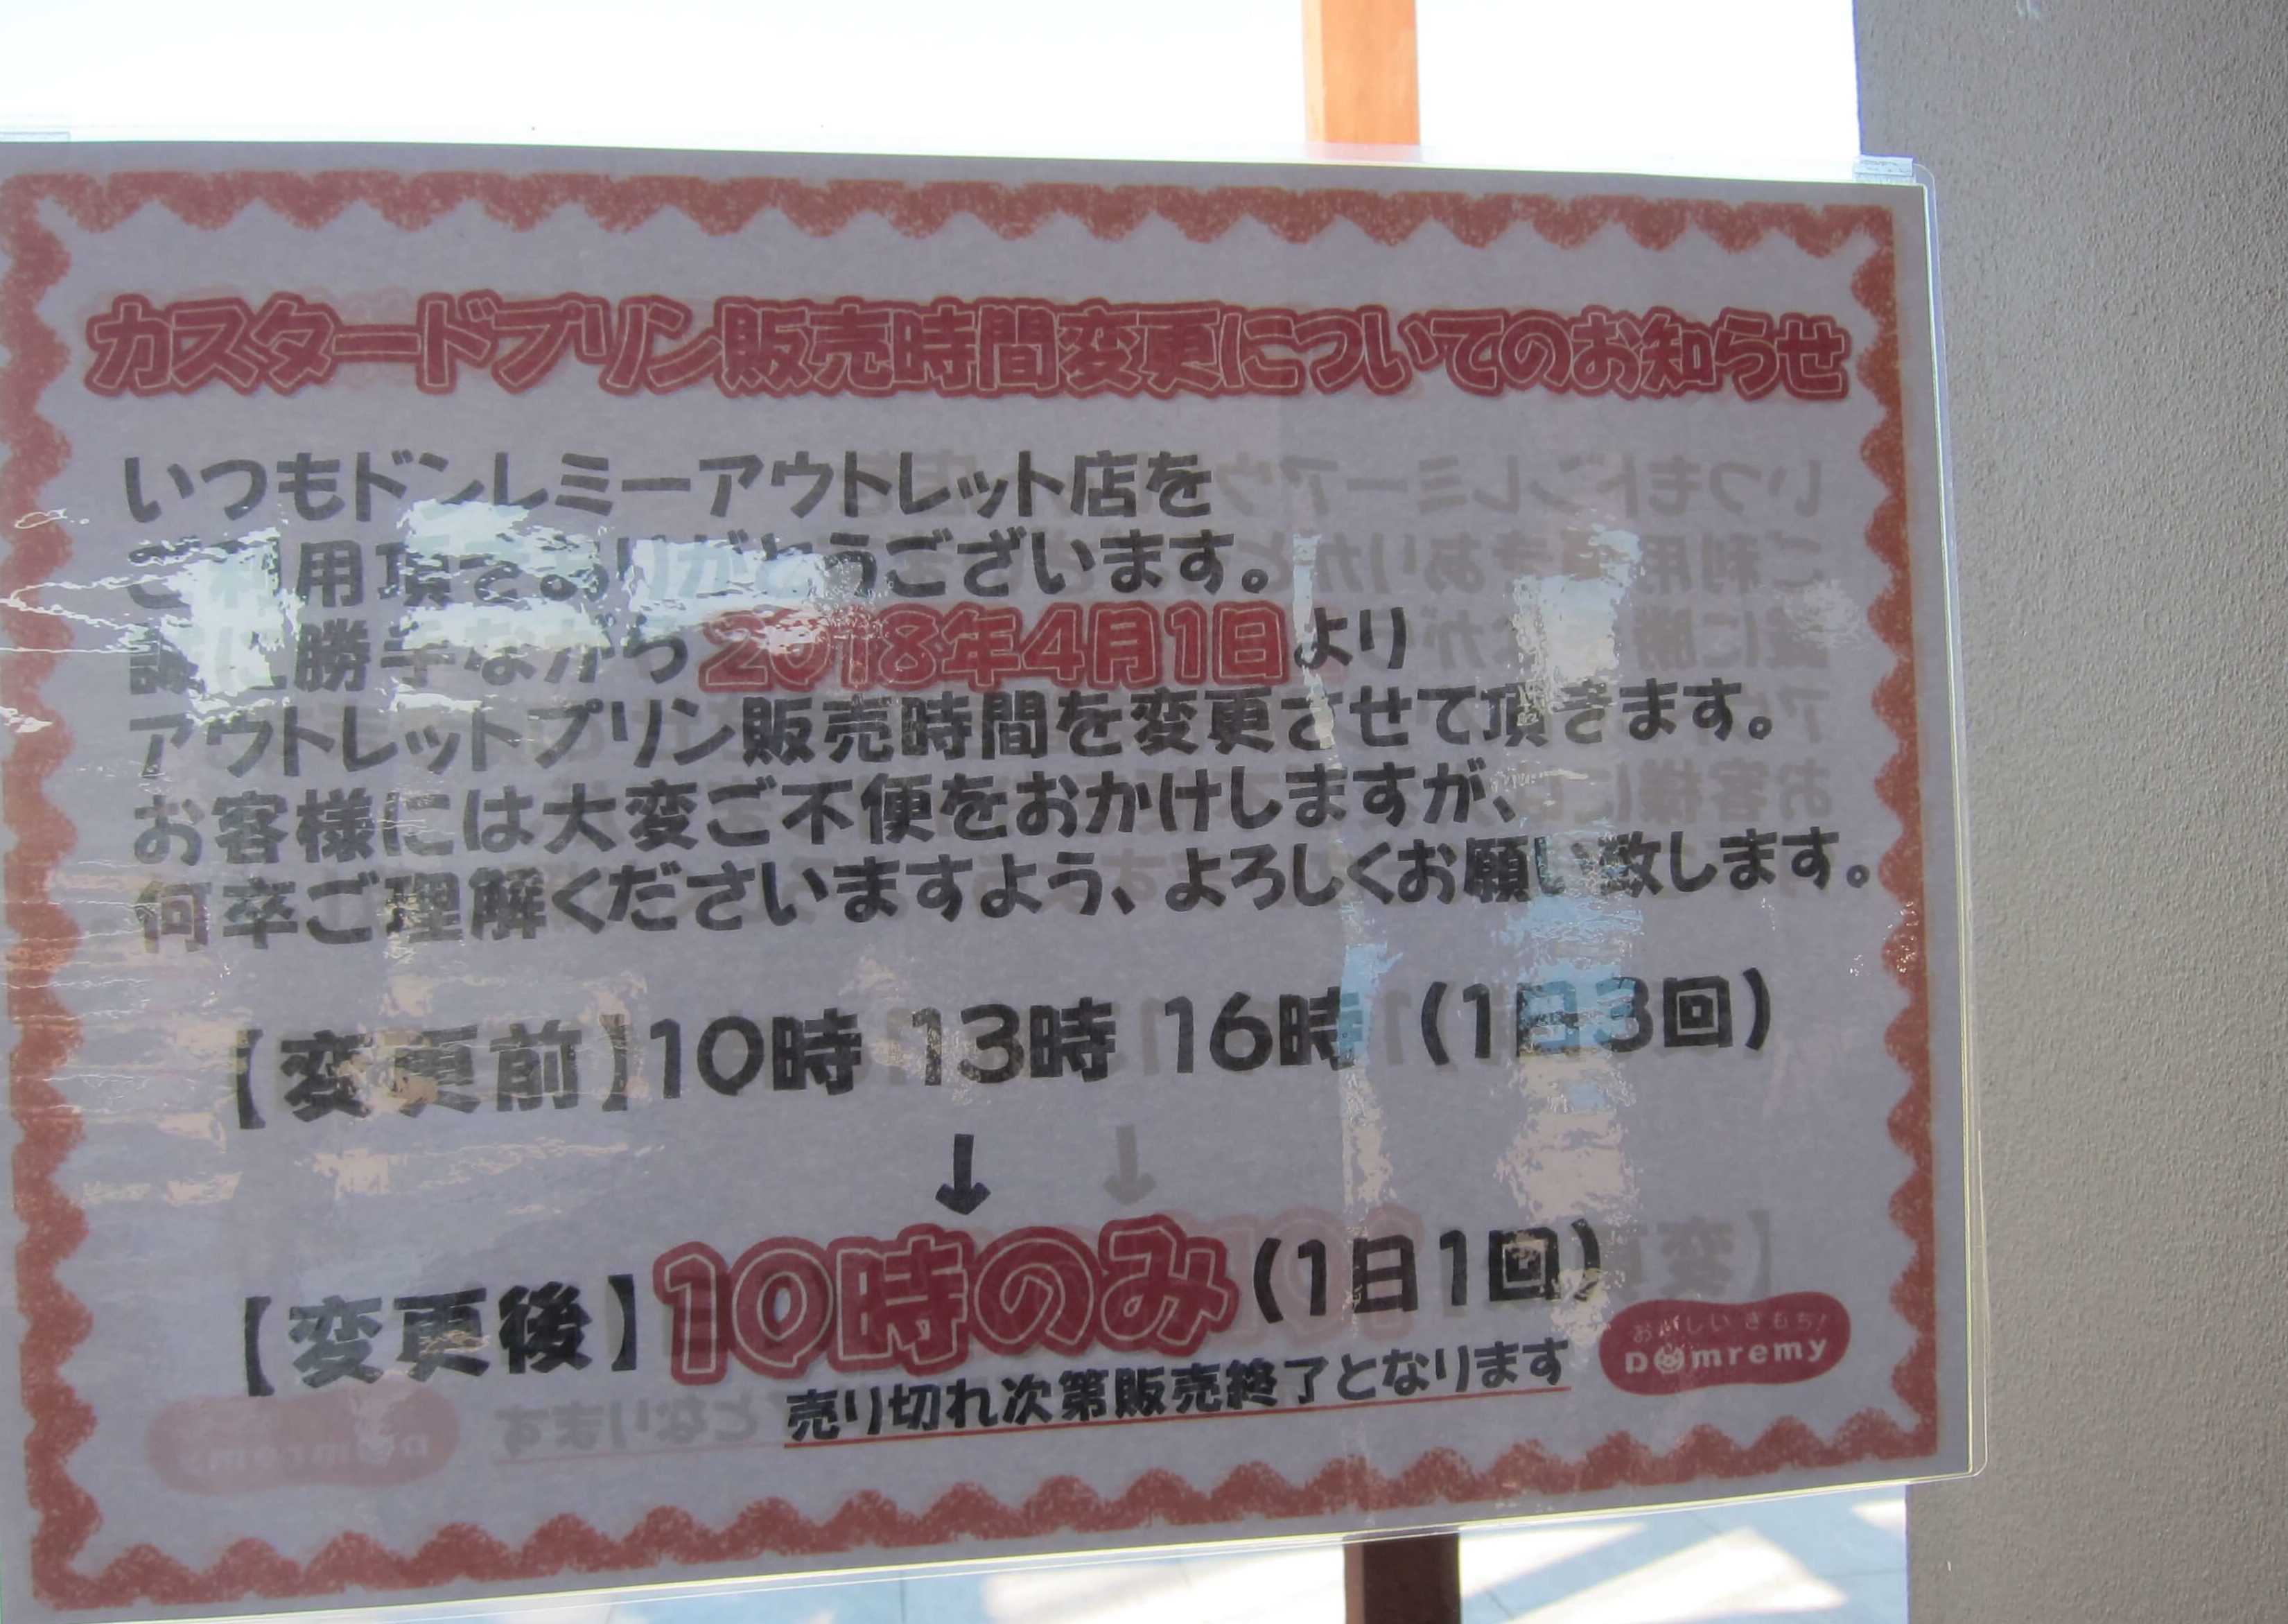 カスタードプリン販売時間変更についてのお知らせ
いつもドンレミーアウトレット店を
ご利用頂きありがとうございます。
誠に勝手ながら2018年4月1日より
アウトレットプリン販売時間を変更させて頂きます。
お客様には大変ご不便をおかけしますが、
何卒ご理解くださいますよう、よろしくお願い致します。
【変更前】10時 13時 16時 (1日3回)
↓
【変更後】10時のみ(1日1回)
売り切れ次第販売終了となります
おいしいきもち!
Domremy